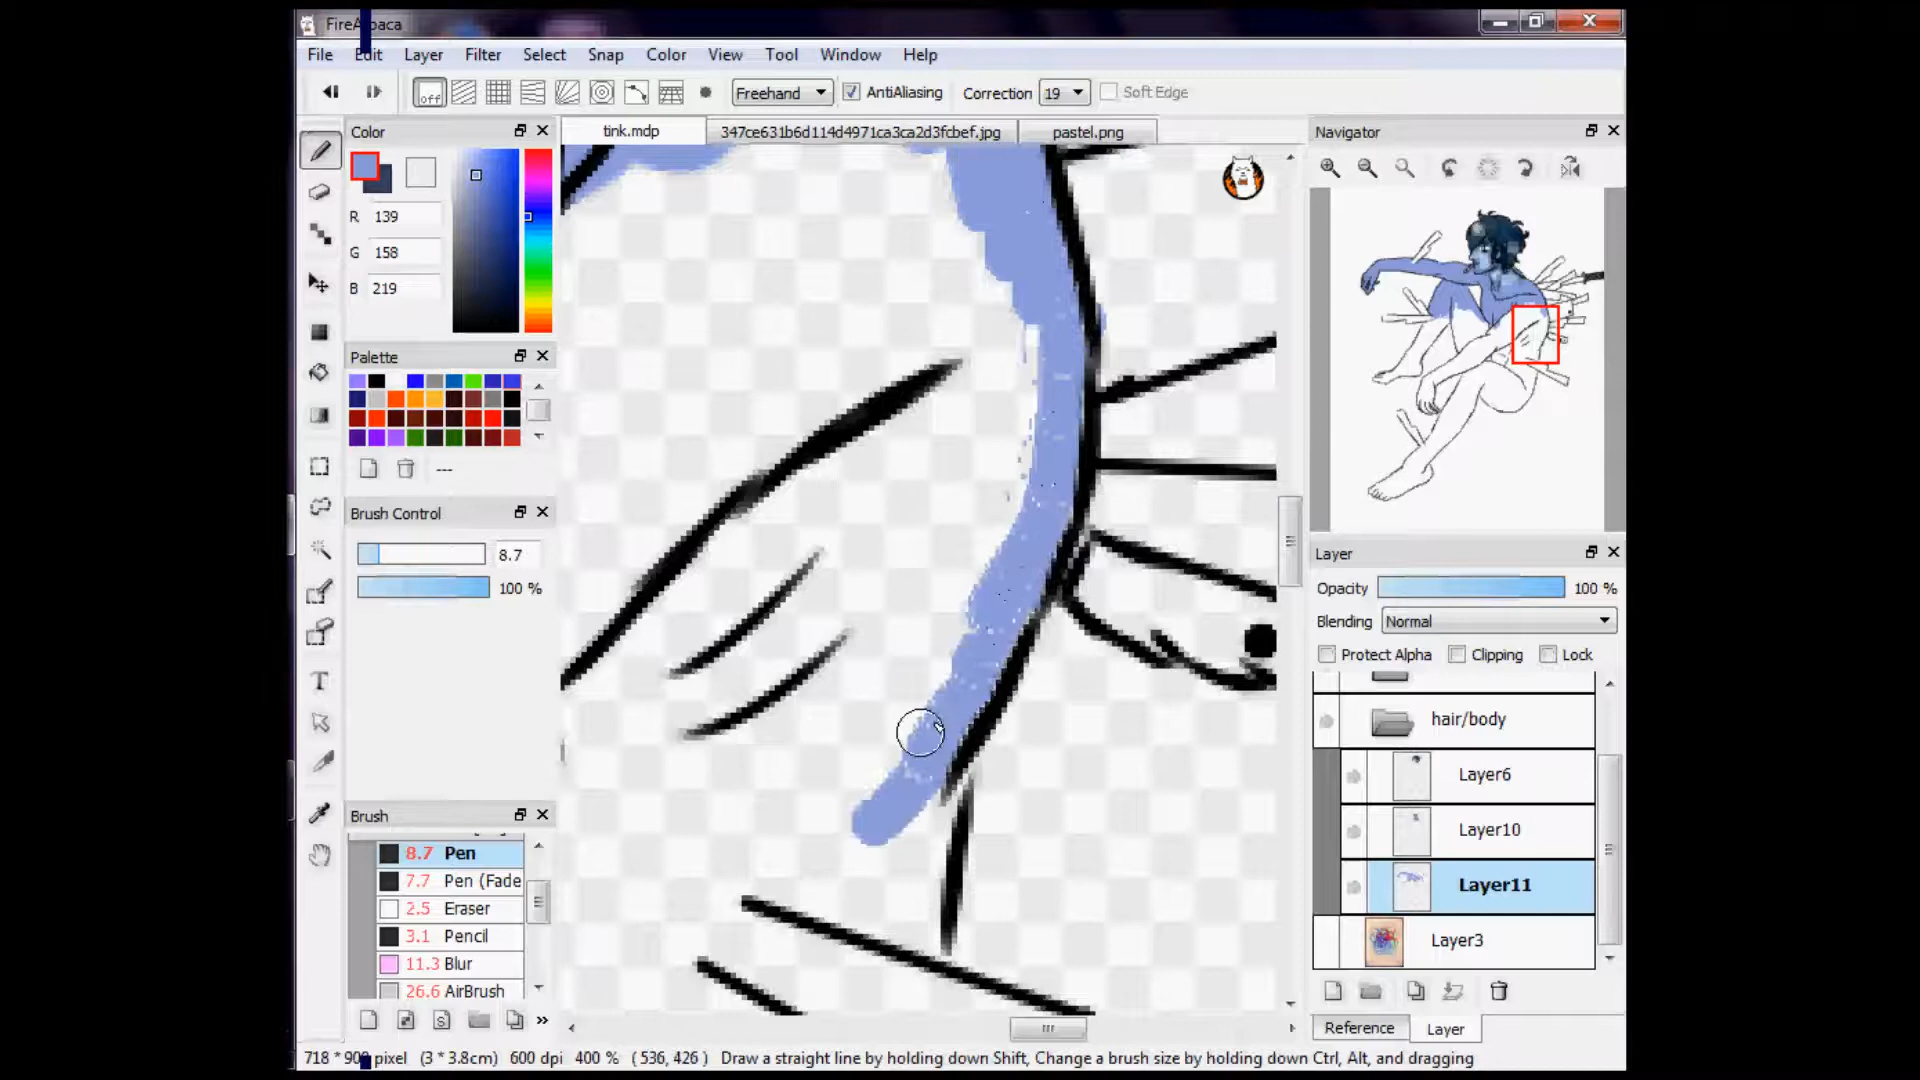 FireAlpaca
File Edit Layer Filter Select Snap Color View Tool Window Help
off Freehand AntiAliasing Correction 19 Soft Edge
Color
R 139
G 158
B 219
Palette
---
Brush Control
8.7
100 %
Brush
8.7 Pen
7.7 Pen (Fade
2.5 Eraser
3.1 Pencil
11.3 Blur
26.6 AirBrush
tink.mdp 347ce631b6d114d4971ca3ca2d3fcbef.jpg pastel.png
Navigator
Layer
Opacity 100 %
Blending Normal
Protect Alpha Clipping Lock
hair/body
Layer6
Layer10
Layer11
Layer3
Reference Layer
718 * 900 pixel (3 * 3.8cm) 600 dpi 400 % ( 536, 426 ) Draw a straight line by holding down Shift, Change a brush size by holding down Ctrl, Alt, and dragging